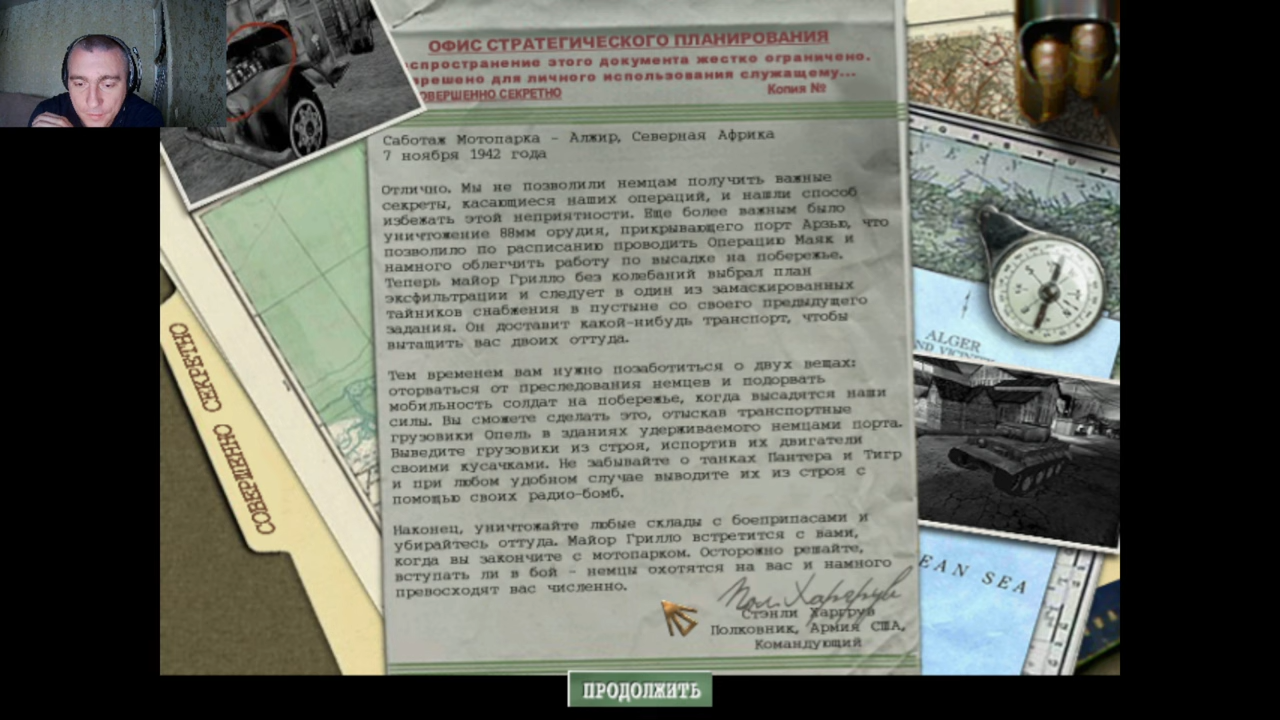 ОФИС СТРАТЕГИЧЕСКОГО ПЛАНИРОВАНИЯ
спространение этого документа жестко ограничено.
решено для личного использования служащему...
ОВЕРШЕННО СЕКРЕТНО
Копия №
Саботаж Мотопарка - Алжир, Северная Африка
7 ноября 1942 года
Отлично. Мы не позволили немцам получить важные
секреты, касающиеся наших операций, и нашли способ
избежать этой неприятности. Еще более важным было
уничтожение 88мм орудия, прикрывающего порт Арзью, что
позволило по расписанию проводить Операцию Маяк и
намного облегчить работу по высадке на побережье.
Теперь майор Грилло без колебаний выбрал план
эксфильтрации и следует в один из замаскированных
тайников снабжения в пустыне со своего предыдущего
задания. Он доставит какой-нибудь транспорт, чтобы
вытащить вас двоих оттуда.
Тем временем вам нужно позаботиться о двух вещах:
оторваться от преследования немцев и подорвать
мобильность солдат на побережье, когда высадятся наши
силы. Вы сможете сделать это, отыскав транспортные
грузовики Опель в зданиях удерживаемого немцами порта.
Выведите грузовики из строя, испортив их двигатели
своими кусачками. Не забывайте о танках Пантера и Тигр
и при любом удобном случае выводите их из строя с
помощью своих радио-бомб.
Наконец, уничтожайте любые склады с боеприпасами и
убирайтесь оттуда. Майор Грилло встретится с вами,
когда вы закончите с мотопарком. Осторожно решайте,
вступать ли в бой - немцы охотятся на вас и намного
превосходят вас численно.
Стэнли Харгрув
Полковник, Армия США,
Командующий
СОВЕРШЕННО СЕКРЕТНО
ALGER
ND VICINITY
EAN SEA
ПРОДОЛЖИТЬ